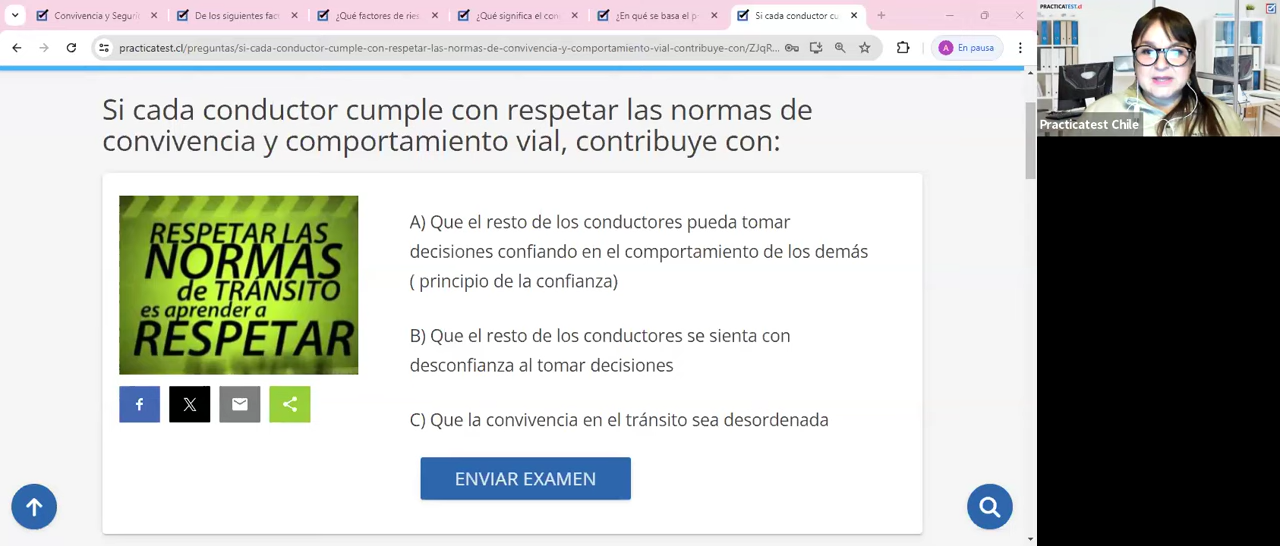 Convivencia y Seguri
De los siguientes fact
¿Qué factores de ries
¿Qué significa el con
¿En qué se basa el p
Si cada conductor cu
practicatest.cl/preguntas/si-cada-conductor-cumple-con-respetar-las-normas-de-convivencia-y-comportamiento-vial-contribuye-con/ZJqR...
A
En pausa
PRACTICATEST.cl
Practicatest Chile
Si cada conductor cumple con respetar las normas de
convivencia y comportamiento vial, contribuye con:
RESPETAR LAS
NORMAS
de TRÁNSITO
es aprender a
RESPETAR
A) Que el resto de los conductores pueda tomar
decisiones confiando en el comportamiento de los demás
( principio de la confianza)
B) Que el resto de los conductores se sienta con
desconfianza al tomar decisiones
C) Que la convivencia en el tránsito sea desordenada
ENVIAR EXAMEN